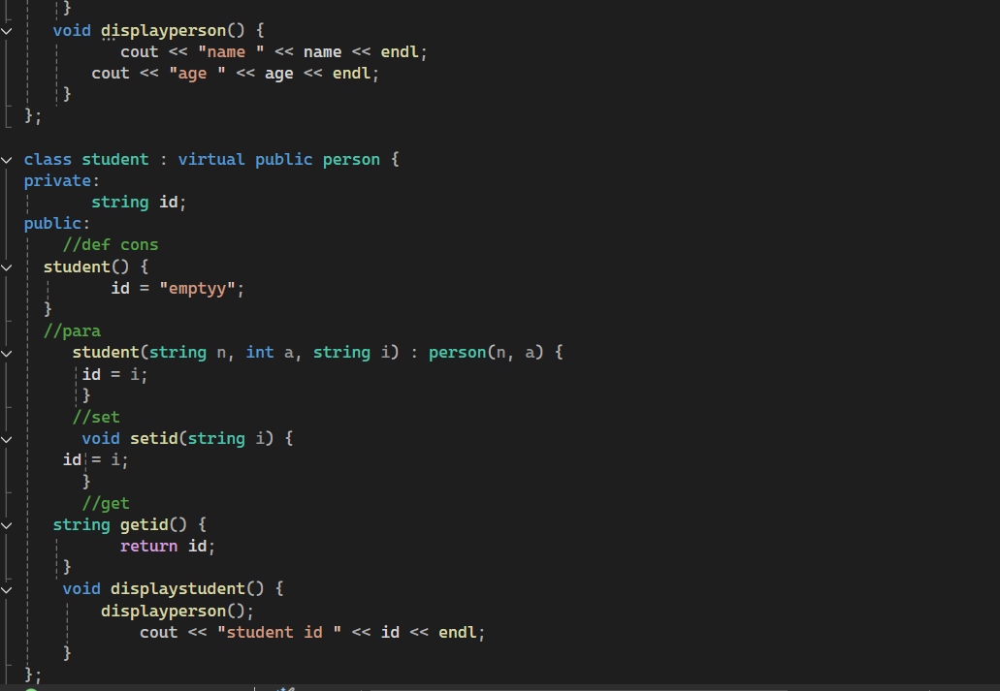 }
void displayperson() {
cout << "name " << name << endl;
cout << "age " << age << endl;
}
};
class student : virtual public person {
private:
string id;
public:
//def cons
student() {
id = "emptyy";
}
//para
student(string n, int a, string i) : person(n, a) {
id = i;
}
//set
void setid(string i) {
id = i;
}
//get
string getid() {
return id;
}
void displaystudent() {
displayperson();
cout << "student id " << id << endl;
}
};